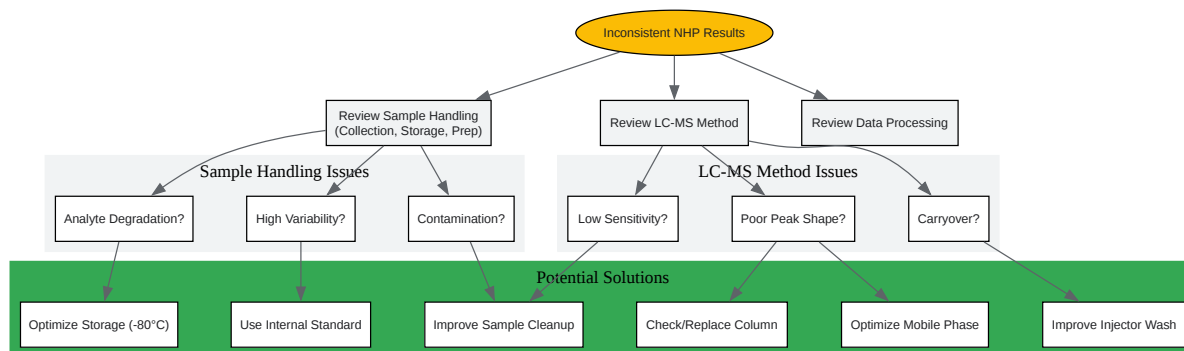 Inconsistent NHP Results
Review Sample Handling
(Collection, Storage, Prep)
Review LC-MS Method
Review Data Processing
Sample Handling Issues
LC-MS Method Issues
Analyte Degradation?
High Variability?
Contamination?
Low Sensitivity?
Poor Peak Shape?
Carryover?
Potential Solutions
Optimize Storage (-80°C)
Use Internal Standard
Improve Sample Cleanup
Check/Replace Column
Optimize Mobile Phase
Improve Injector Wash